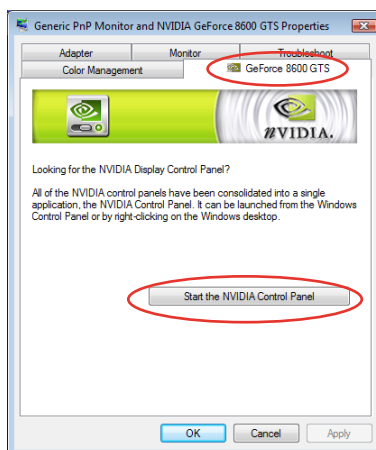 Generic PnP Monitor and NVIDIA GeForce 8600 GTS Properties
Adapter Monitor Troubleshoot
Color Management GeForce 8600 GTS
NVIDIA.
Looking for the NVIDIA Display Control Panel?
All of the NVIDIA control panels have been consolidated into a single
application, the NVIDIA Control Panel. It can be launched from the Windows
Control Panel or by right-clicking on the Windows desktop.
Start the NVIDIA Control Panel
OK Cancel Apply